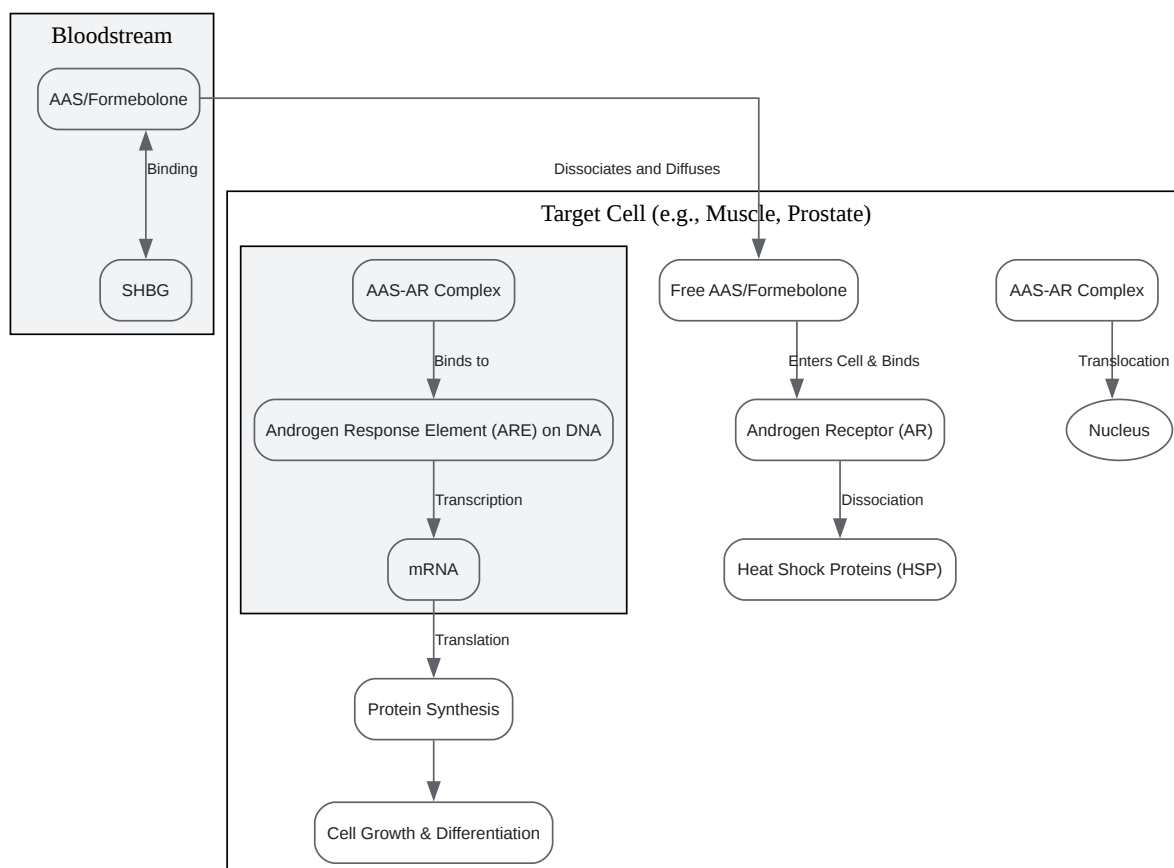 Bloodstream
AAS/Formebolone
Binding
SHBG
Dissociates and Diffuses
Target Cell (e.g., Muscle, Prostate)
AAS-AR Complex
Binds to
Androgen Response Element (ARE) on DNA
Transcription
mRNA
Translation
Protein Synthesis
Cell Growth & Differentiation
Free AAS/Formebolone
Enters Cell & Binds
Androgen Receptor (AR)
Dissociation
Heat Shock Proteins (HSP)
AAS-AR Complex
Translocation
Nucleus